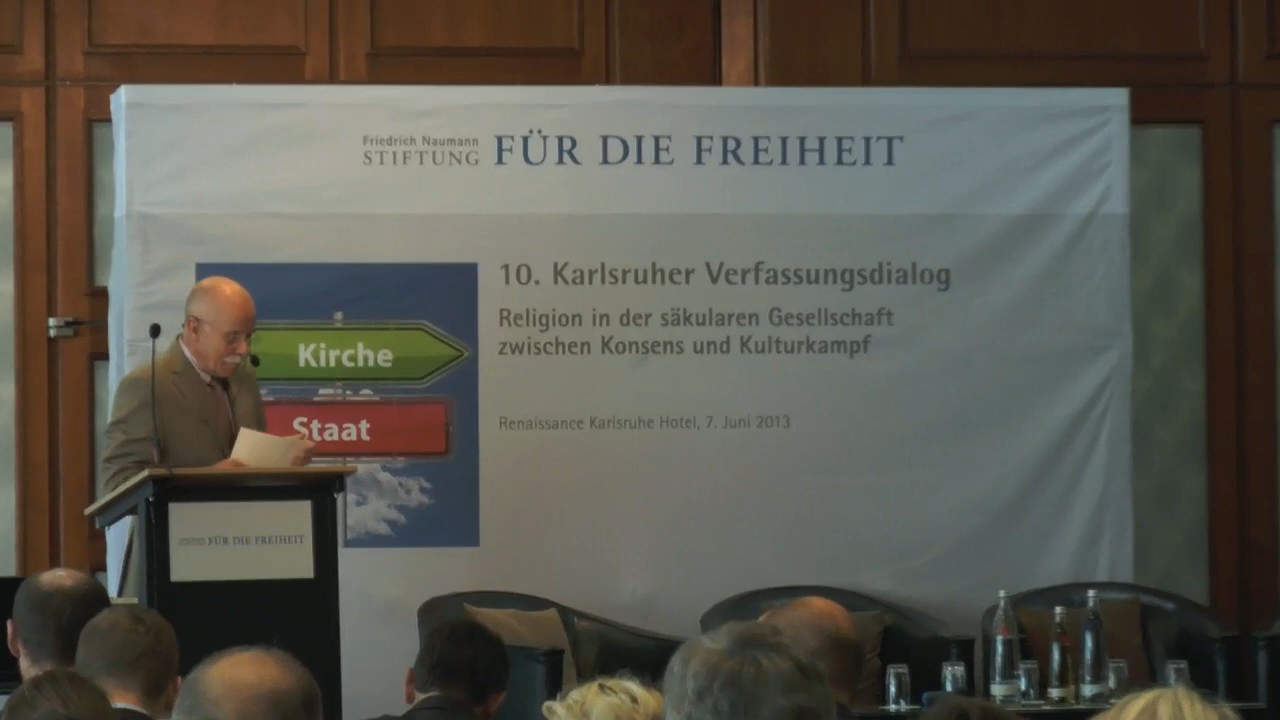 Friedrich Naumann
STIFTUNG FÜR DIE FREIHEIT
10. Karlsruher Verfassungsdialog
Religion in der säkularen Gesellschaft
zwischen Konsens und Kulturkampf
Renaissance Karlsruhe Hotel, 7. Juni 2013
Kirche
Staat
FÜR DIE FREIHEIT